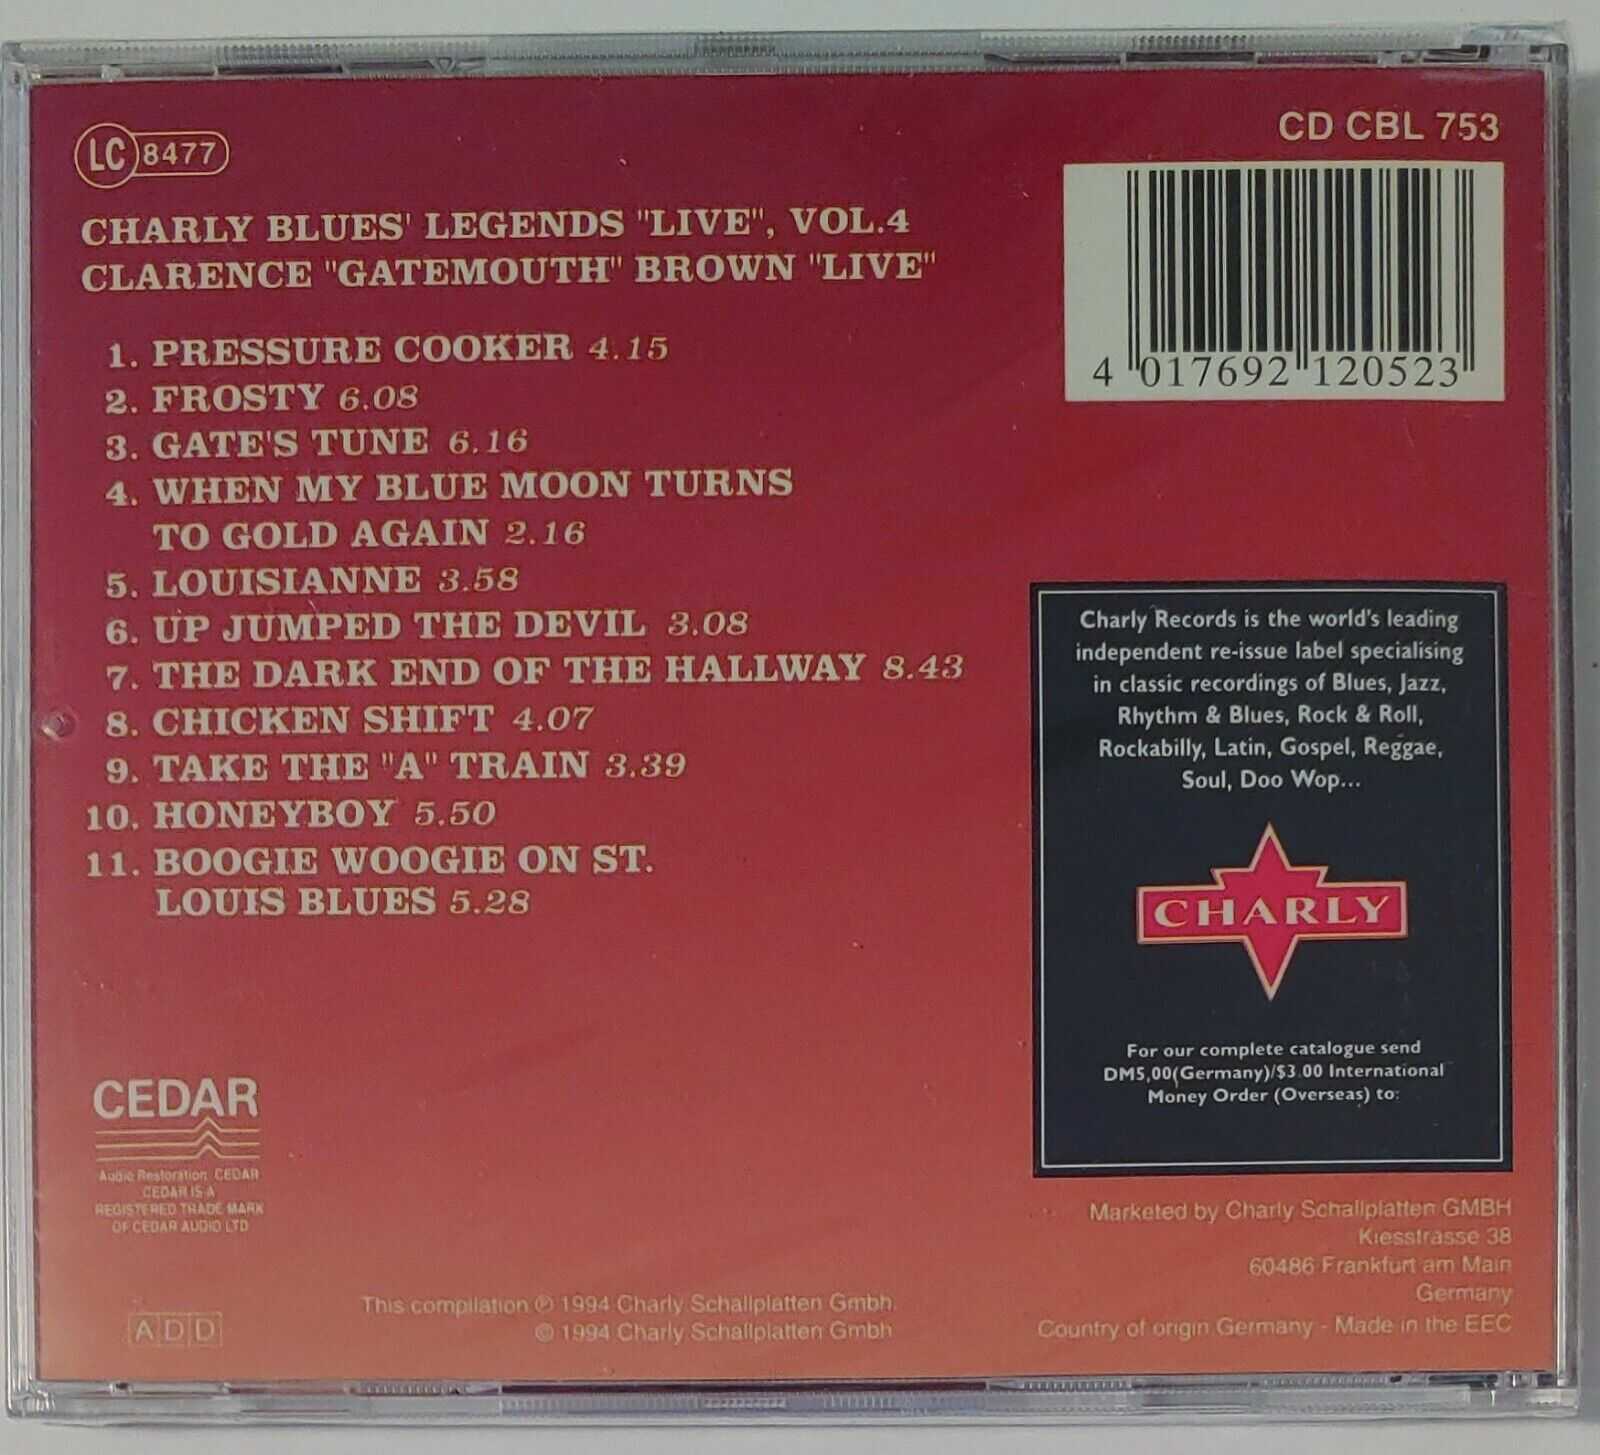 LC 8477
CD CBL 753
4 017692 120523
CHARLY BLUES' LEGENDS "LIVE", VOL.4
CLARENCE "GATEMOUTH" BROWN "LIVE"
1. PRESSURE COOKER 4.15
2. FROSTY 6.08
3. GATE'S TUNE 6.16
4. WHEN MY BLUE MOON TURNS
TO GOLD AGAIN 2.16
5. LOUISIANNE 3.58
6. UP JUMPED THE DEVIL 3.08
7. THE DARK END OF THE HALLWAY 8.43
8. CHICKEN SHIFT 4.07
9. TAKE THE "A" TRAIN 3.39
10. HONEYBOY 5.50
11. BOOGIE WOOGIE ON ST.
LOUIS BLUES 5.28
Charly Records is the world's leading
independent re-issue label specialising
in classic recordings of Blues, Jazz,
Rhythm & Blues, Rock & Roll,
Rockabilly, Latin, Gospel, Reggae,
Soul, Doo Wop...
CHARLY
For our complete catalogue send
DM5,00(Germany)/$3.00 International
Money Order (Overseas) to:
CEDAR
Audio Restoration CEDAR
CEDAR IS A
REGISTERED TRADE MARK
OF CEDAR AUDIO LTD
ADD
This compilation ℗ 1994 Charly Schallplatten Gmbh.
© 1994 Charly Schallplatten Gmbh
Marketed by Charly Schallplatten GMBH
Kiesstrasse 38
60486 Frankfurt am Main
Germany
Country of origin Germany - Made in the EEC